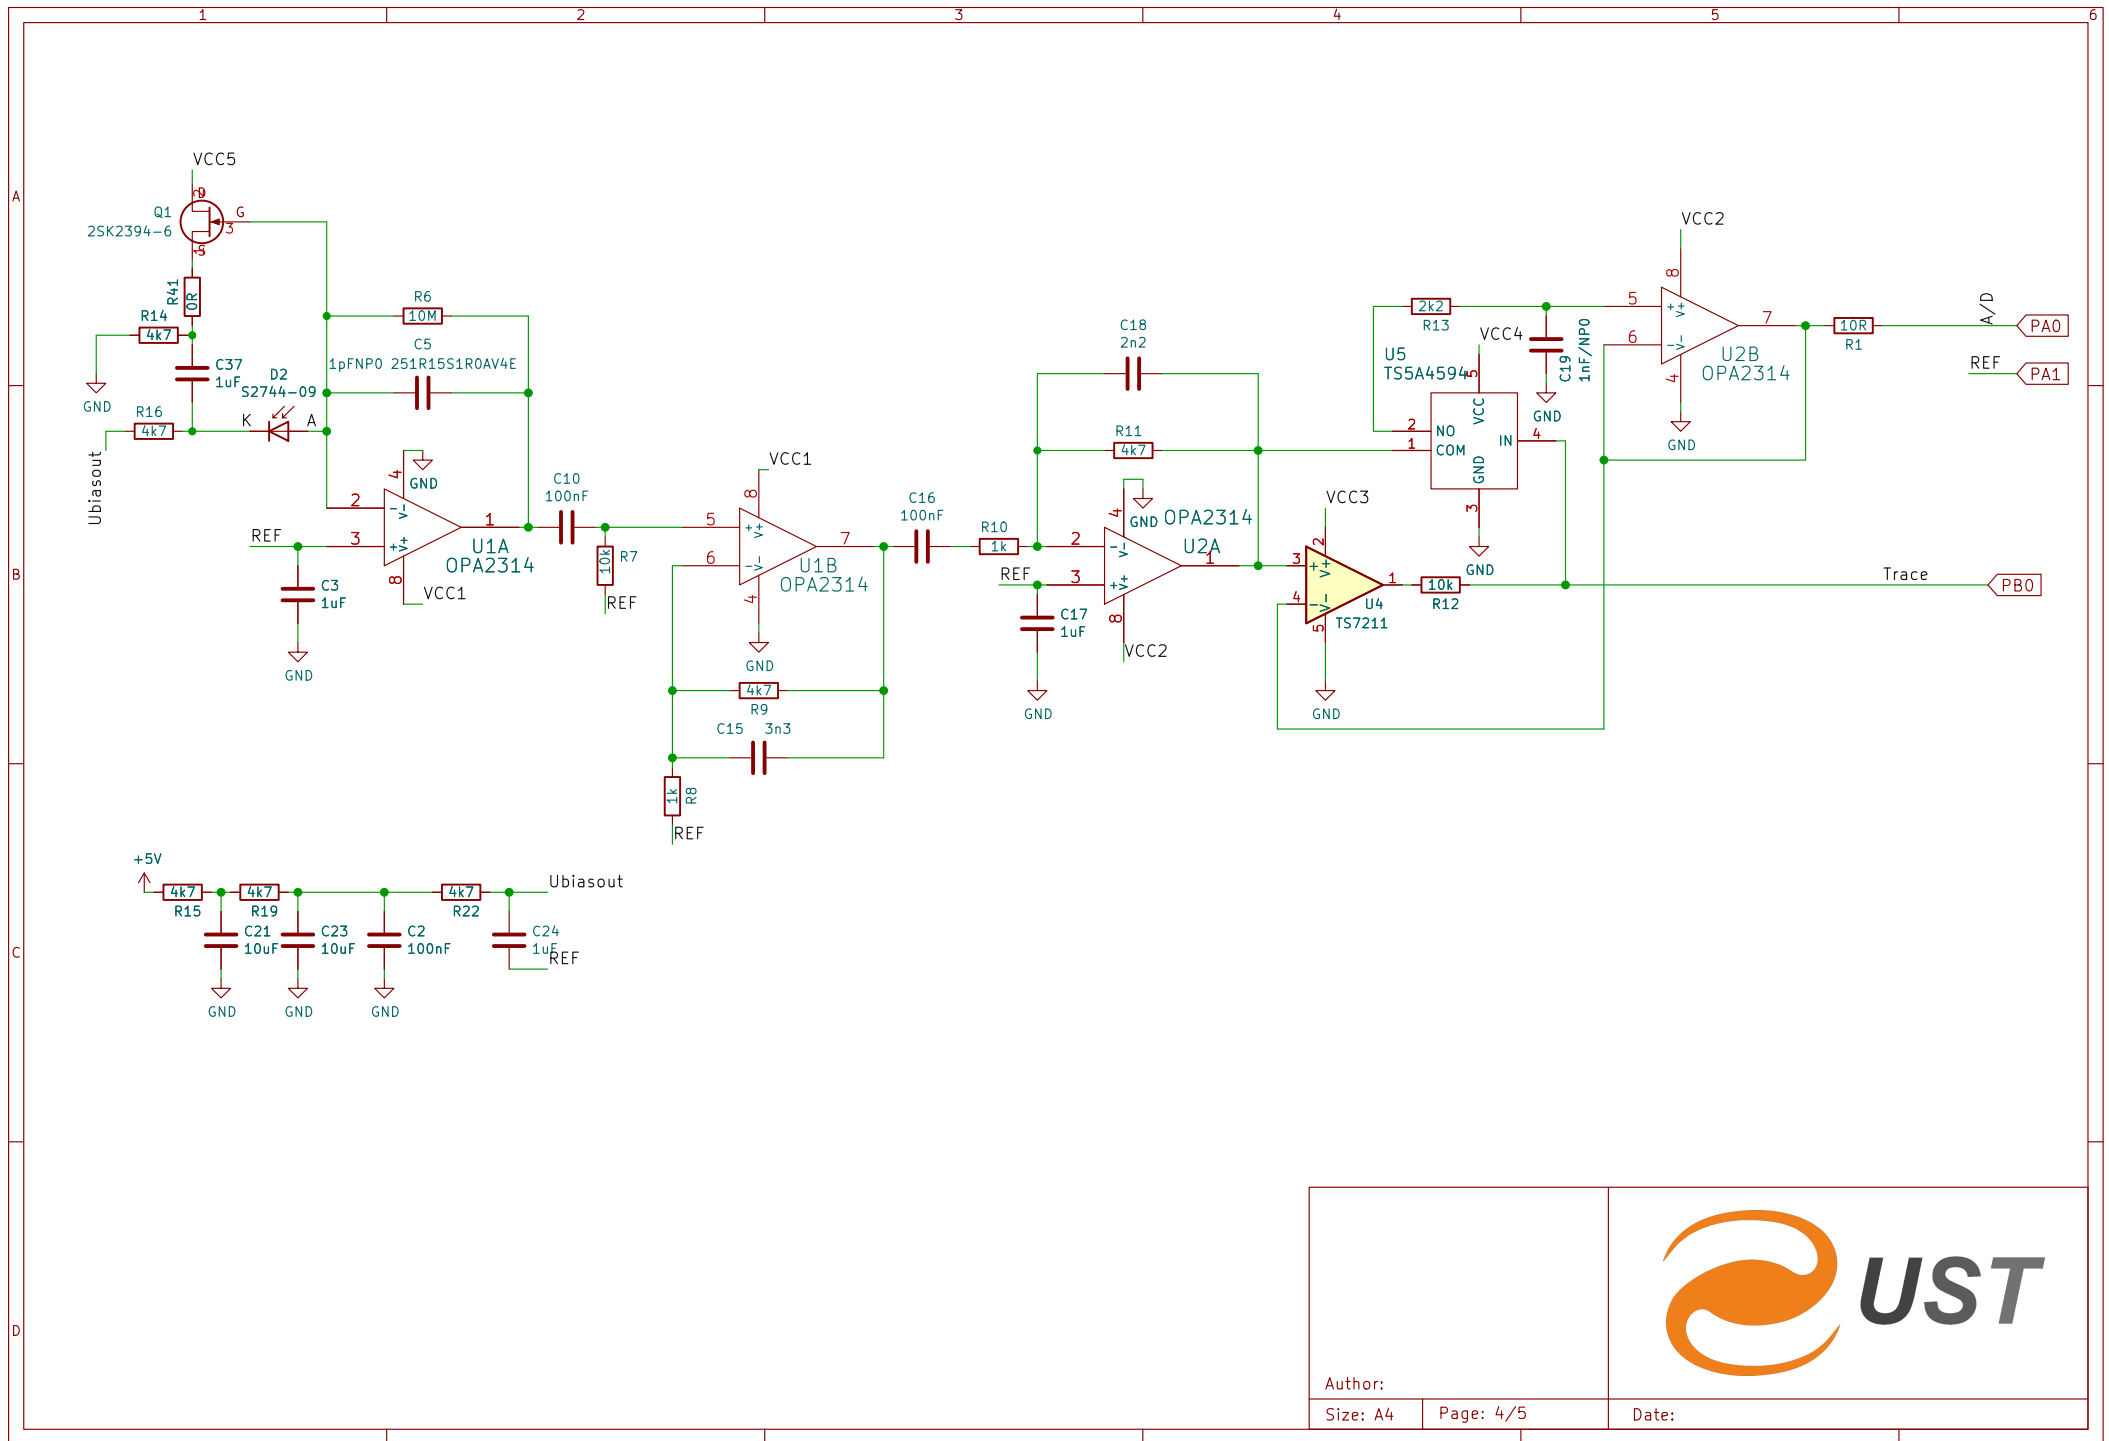 1 2 3 4 5 6
A
B
C
D
VCC5
Q1
2SK2394-6
D
2
G
3
S
1
R41
0R
R14
4k7
GND
C37
1uF
R16
4k7
Ubiasout
D2
S2744-09
K
A
R6
10M
C5
1pFNP0 251R15S1R0AV4E
4
GND
2
-
V-
3
+
V+
1
8
VCC1
U1A
OPA2314
REF
C3
1uF
GND
C10
100nF
R7
10k
REF
VCC1
8
5
+
V+
6
-
V-
7
4
U1B
OPA2314
GND
4k7
R9
C15 3n3
1k
R8
REF
C16
100nF
R10
1k
REF
C17
1uF
GND
C18
2n2
R11
4k7
4
GND
OPA2314
U2A
2
-
V-
3
+
V+
1
8
VCC2
VCC3
2
3
+
V+
4
-
V-
1
5
U4
TS7211
GND
10k
R12
2k2
R13
VCC4
U5
TS5A4594
5
VCC
2
NO
1
COM
IN
4
GND
3
GND
C19
1nF/NP0
GND
VCC2
8
5
+
V+
6
-
V-
7
4
U2B
OPA2314
GND
10R
R1
A/D
PA0
REF
PA1
Trace
PB0
+5V
4k7
R15
4k7
R19
4k7
R22
Ubiasout
C21
10uF
GND
C23
10uF
GND
C2
100nF
GND
C24
1uF
REF
UST
Author:
Size: A4
Page: 4/5
Date: